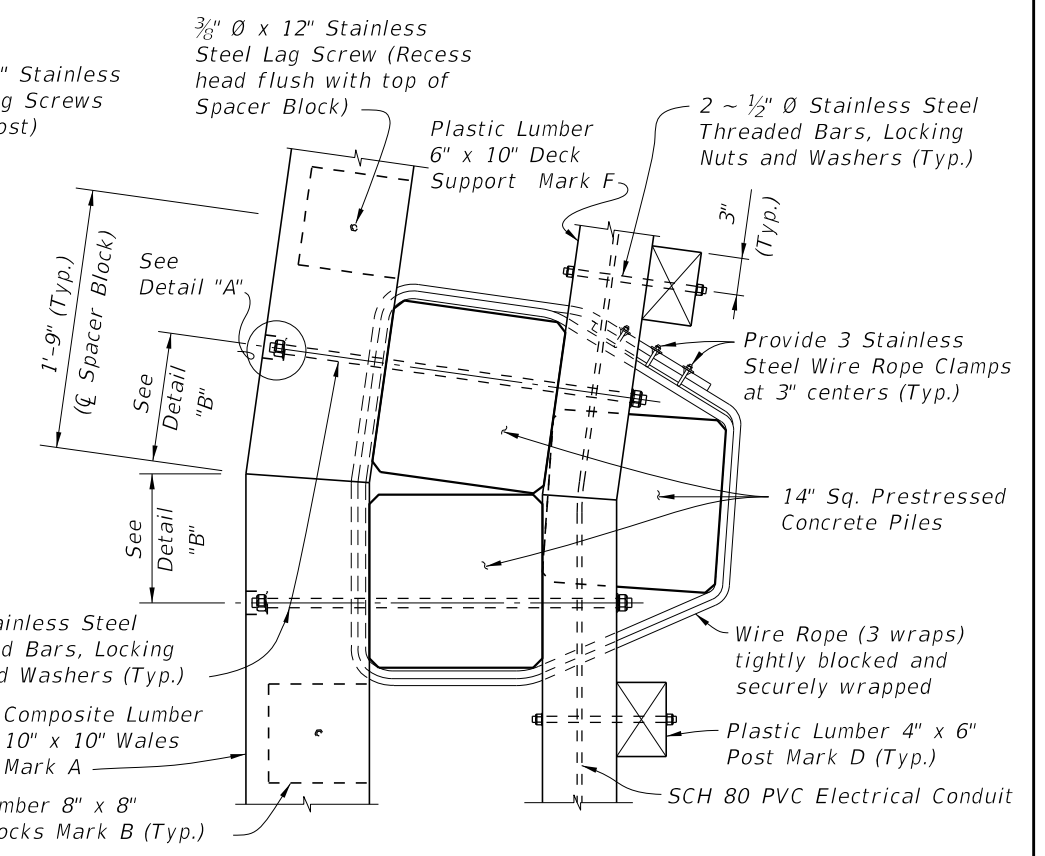 ⅜" Ø x 12" Stainless
Steel Lag Screw (Recess
head flush with top of
Spacer Block)
" Stainless
g Screws
ost)
Plastic Lumber
6" x 10" Deck
Support Mark F
2 ~ ½" Ø Stainless Steel
Threaded Bars, Locking
Nuts and Washers (Typ.)
3"
(Typ.)
See
Detail "A"
1'-9" (Typ.)
(℄ Spacer Block)
See
Detail
"B"
Provide 3 Stainless
Steel Wire Rope Clamps
at 3" centers (Typ.)
14" Sq. Prestressed
Concrete Piles
See
Detail
"B"
ainless Steel
d Bars, Locking
d Washers (Typ.)
Wire Rope (3 wraps)
tightly blocked and
securely wrapped
Composite Lumber
10" x 10" Wales
Mark A
Plastic Lumber 4" x 6"
Post Mark D (Typ.)
SCH 80 PVC Electrical Conduit
mber 8" x 8"
ocks Mark B (Typ.)